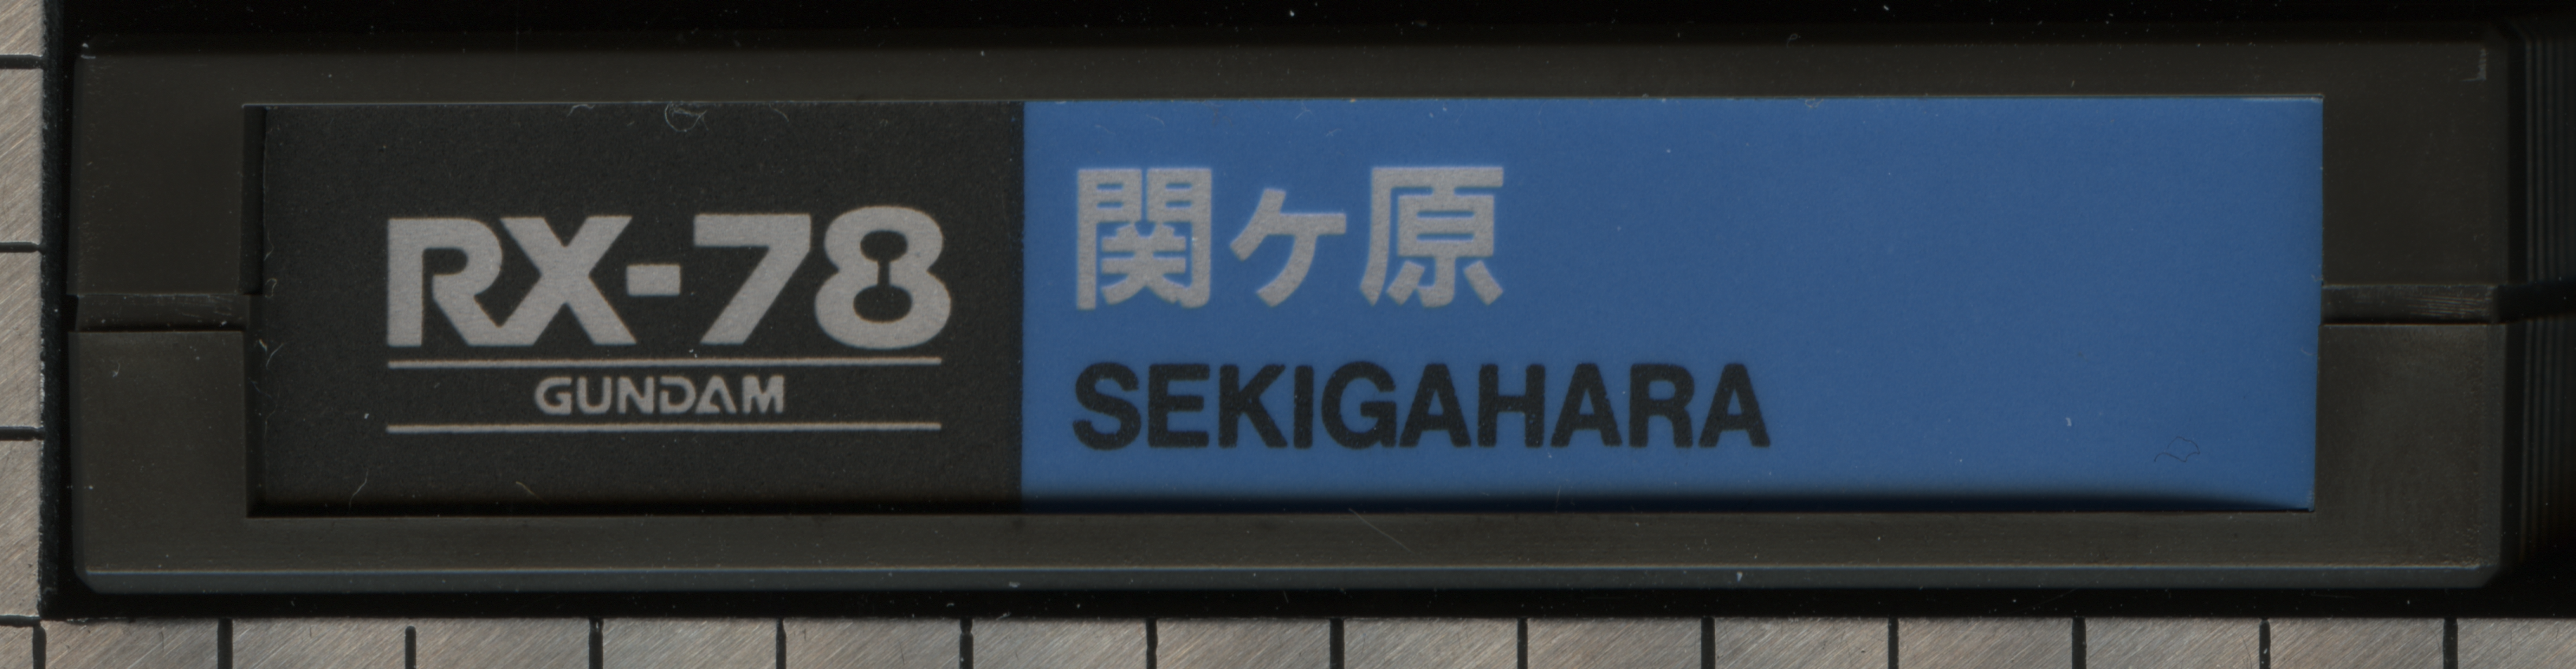 RX-78
GUNDAM
関ヶ原
SEKIGAHARA